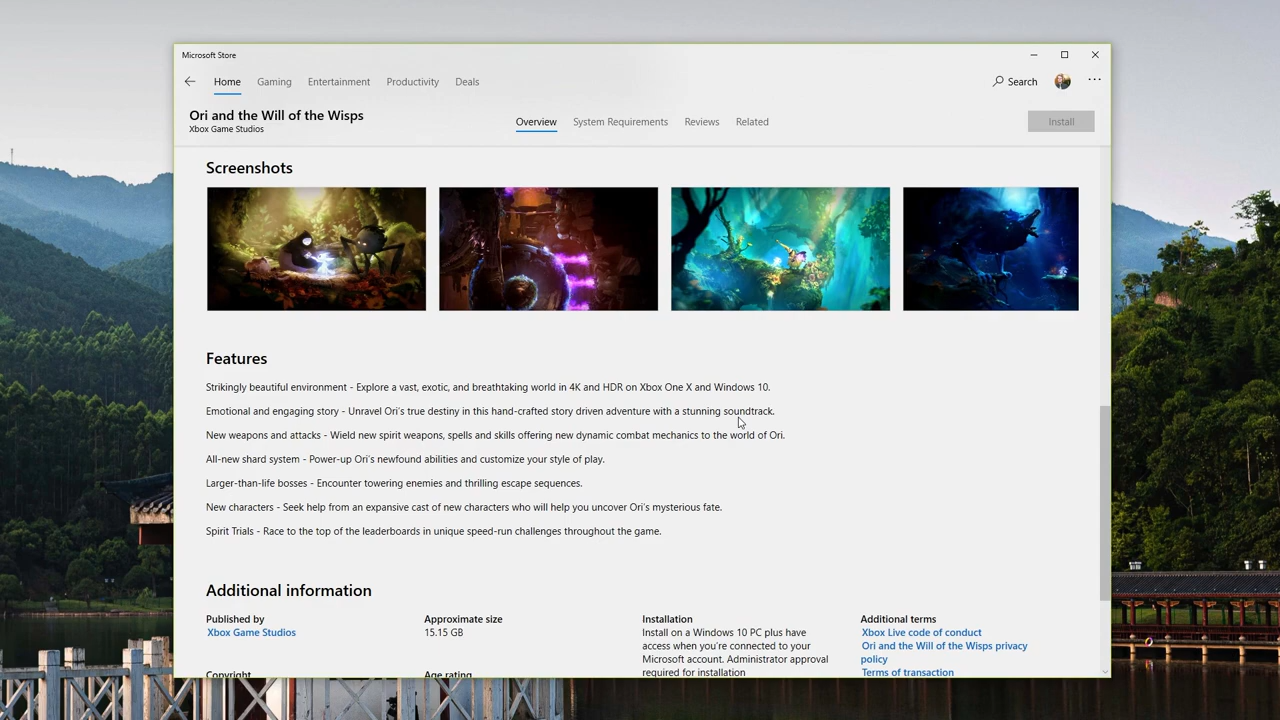 Microsoft Store
Home Gaming Entertainment Productivity Deals Search
Ori and the Will of the Wisps
Xbox Game Studios
Overview System Requirements Reviews Related
Install
Screenshots
Features
Strikingly beautiful environment - Explore a vast, exotic, and breathtaking world in 4K and HDR on Xbox One X and Windows 10.
Emotional and engaging story - Unravel Ori's true destiny in this hand-crafted story driven adventure with a stunning soundtrack.
New weapons and attacks - Wield new spirit weapons, spells and skills offering new dynamic combat mechanics to the world of Ori.
All-new shard system - Power-up Ori's newfound abilities and customize your style of play.
Larger-than-life bosses - Encounter towering enemies and thrilling escape sequences.
New characters - Seek help from an expansive cast of new characters who will help you uncover Ori's mysterious fate.
Spirit Trials - Race to the top of the leaderboards in unique speed-run challenges throughout the game.
Additional information
Published by
Xbox Game Studios
Copyright
Approximate size
15.15 GB
Age rating
Installation
Install on a Windows 10 PC plus have
access when you're connected to your
Microsoft account. Administrator approval
required for installation
Additional terms
Xbox Live code of conduct
Ori and the Will of the Wisps privacy
policy
Terms of transaction